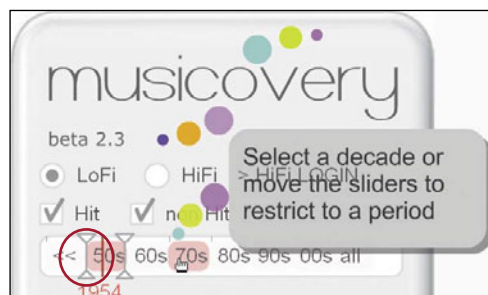 musicovery
beta 2.3
LoFi HiFi > HiFi LOGIN
Hit non Hit
Select a decade or
move the sliders to
restrict to a period
<< 50s 60s 70s 80s 90s 00s all
1954